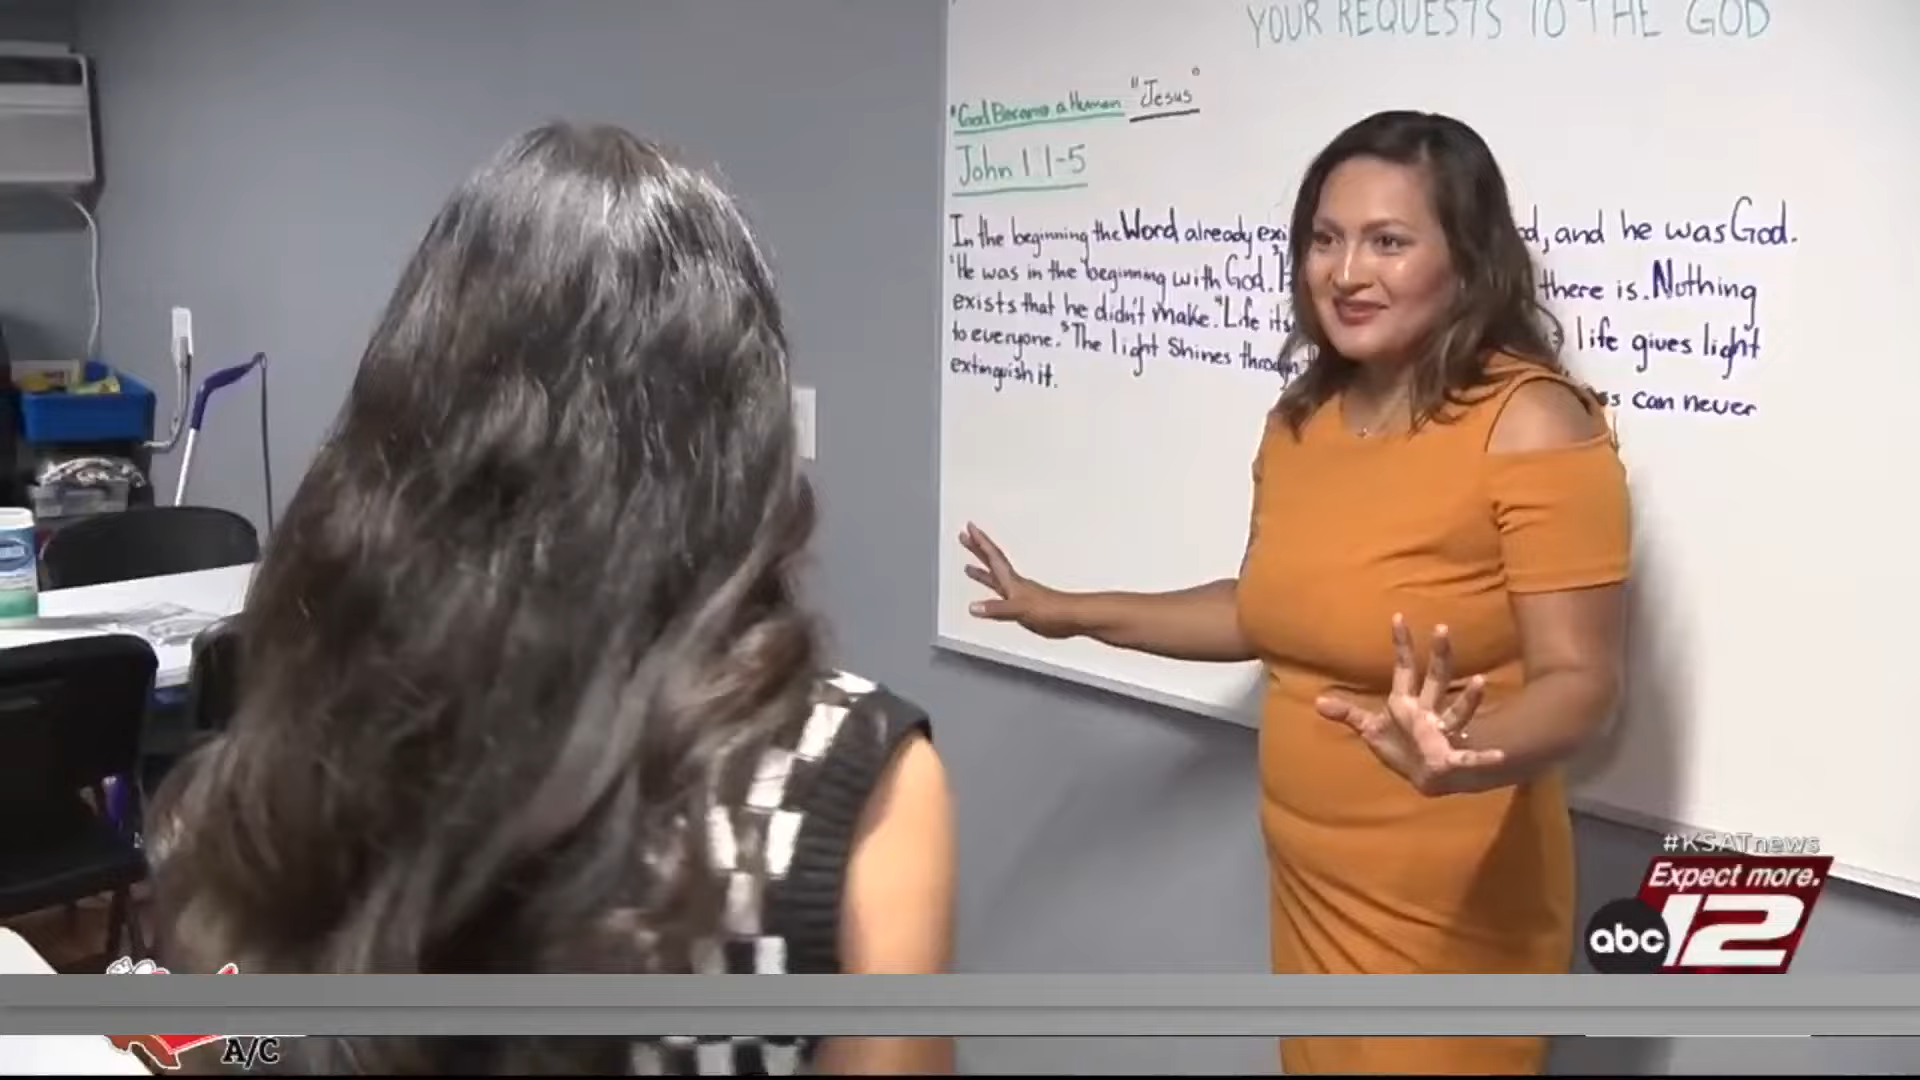 YOUR REQUESTS TO THE GOD
"God Became a Human "Jesus"
John 1 1-5
In the beginning the Word already exi d, and he was God.
He was in the beginning with God. there is. Nothing
exists that he didn't make. "Life its life gives light
to everyone. 5 The light shines through can never
extinguish it.
#KSATnews
Expect more.
abc 12
A/C